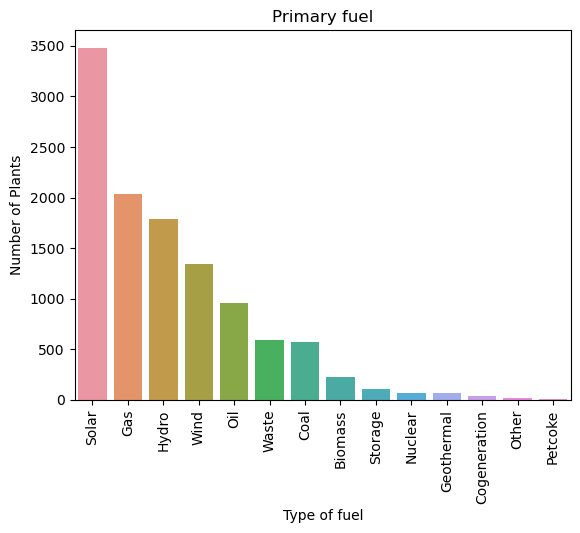 Primary fuel
Number of Plants
3500
3000
2500
2000
1500
1000
500
0
Solar
Gas
Hydro
Wind
Oil
Waste
Coal
Biomass
Storage
Nuclear
Geothermal
Cogeneration
Other
Petcoke
Type of fuel